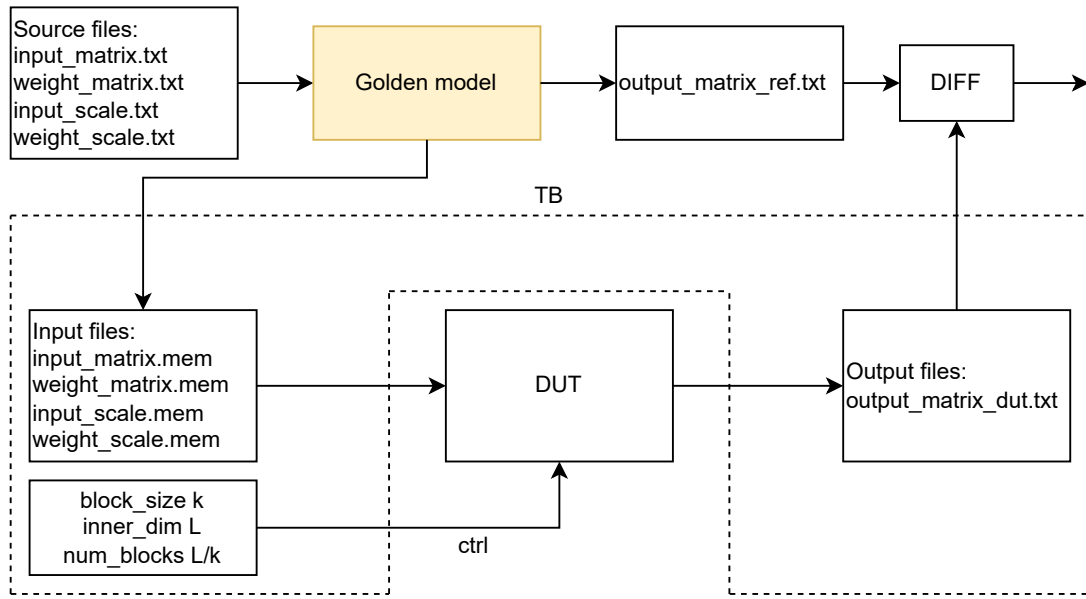 Source files:
input_matrix.txt
weight_matrix.txt
input_scale.txt
weight_scale.txt
Golden model
output_matrix_ref.txt
DIFF
TB
Input files:
input_matrix.mem
weight_matrix.mem
input_scale.mem
weight_scale.mem
DUT
Output files:
output_matrix_dut.txt
block_size k
inner_dim L
num_blocks L/k
ctrl